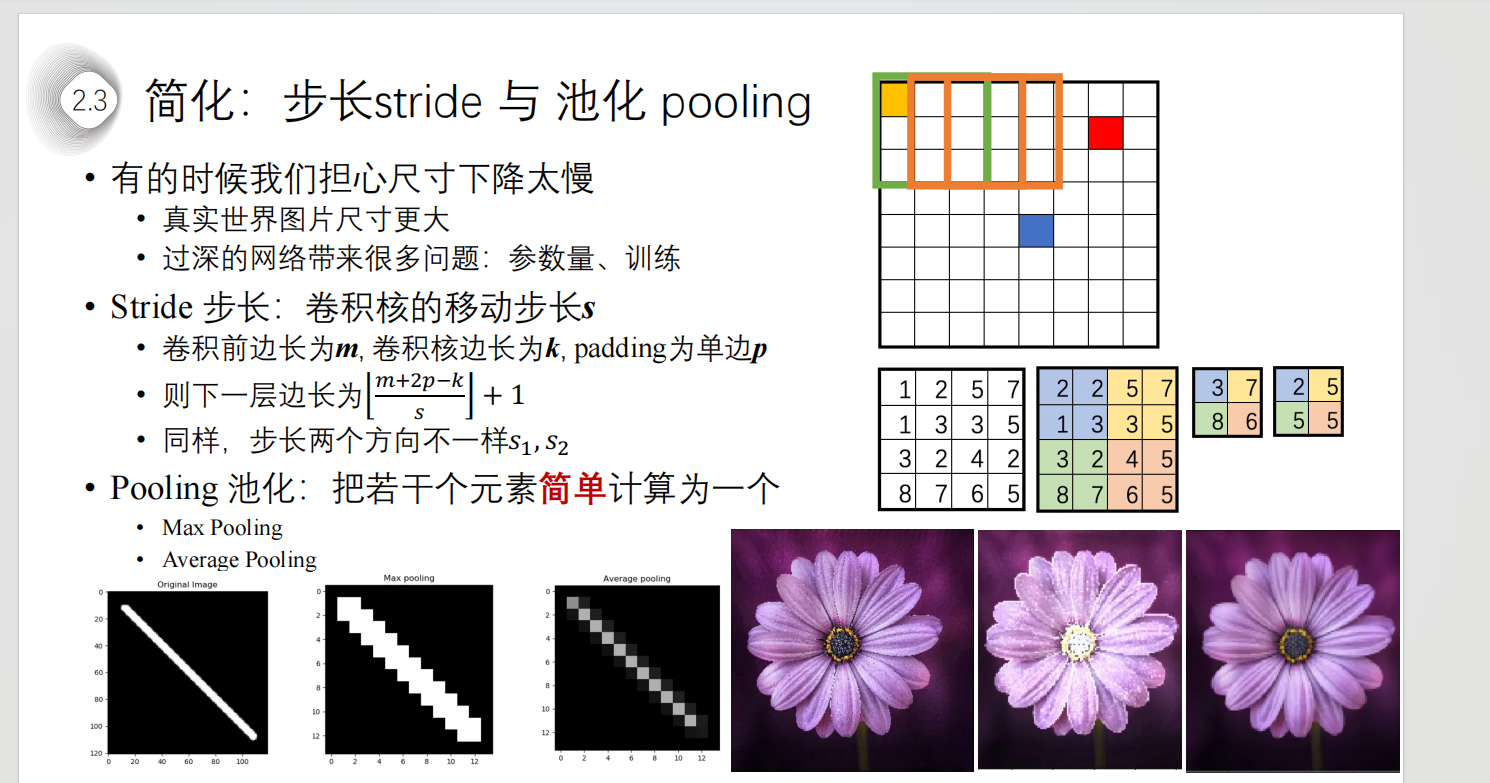 2.3
简化：步长stride 与 池化 pooling
• 有的时候我们担心尺寸下降太慢
• 真实世界图片尺寸更大
• 过深的网络带来很多问题：参数量、训练
• Stride 步长：卷积核的移动步长s
• 卷积前边长为m, 卷积核边长为k, padding为单边p
• 则下一层边长为⌊(m+2p−k)/s⌋ + 1
• 同样，步长两个方向不一样s₁, s₂
• Pooling 池化：把若干个元素简单计算为一个
• Max Pooling
• Average Pooling
1 2 5 7
1 3 3 5
3 2 4 2
8 7 6 5
2 2 5 7
1 3 3 5
3 2 4 5
8 7 6 5
3 7
8 6
2 5
5 5
Original Image
0
20
40
60
80
100
120
0 20 40 60 80 100
Max pooling
0
2
4
6
8
10
12
0 2 4 6 8 10 12
Average pooling
0
2
4
6
8
10
12
0 2 4 6 8 10 12